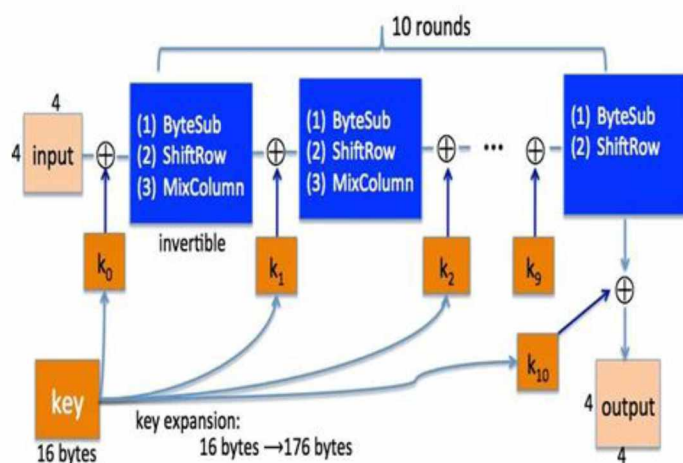 10 rounds
4
4
input
⊕
(1) ByteSub
(2) ShiftRow
(3) MixColumn
invertible
⊕
(1) ByteSub
(2) ShiftRow
(3) MixColumn
⊕
...
⊕
(1) ByteSub
(2) ShiftRow
k₀
k₁
k₂
k₉
⊕
k₁₀
key
16 bytes
key expansion:
16 bytes →176 bytes
4
output
4